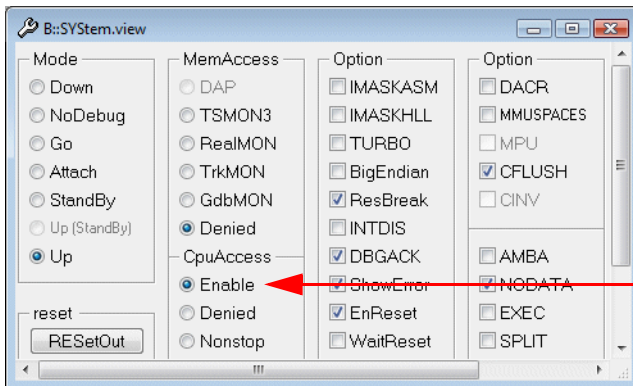 B::SYStem.view
Mode
Down
NoDebug
Go
Attach
StandBy
Up (StandBy)
Up
reset
RESetOut
MemAccess
DAP
TSMON3
RealMON
TrkMON
GdbMON
Denied
CpuAccess
Enable
Denied
Nonstop
Option
IMASKASM
IMASKHLL
TURBO
BigEndian
ResBreak
INTDIS
DBGACK
ShowError
EnReset
WaitReset
Option
DACR
MMUSPACES
MPU
CFLUSH
CINV
AMBA
NODATA
EXEC
SPLIT